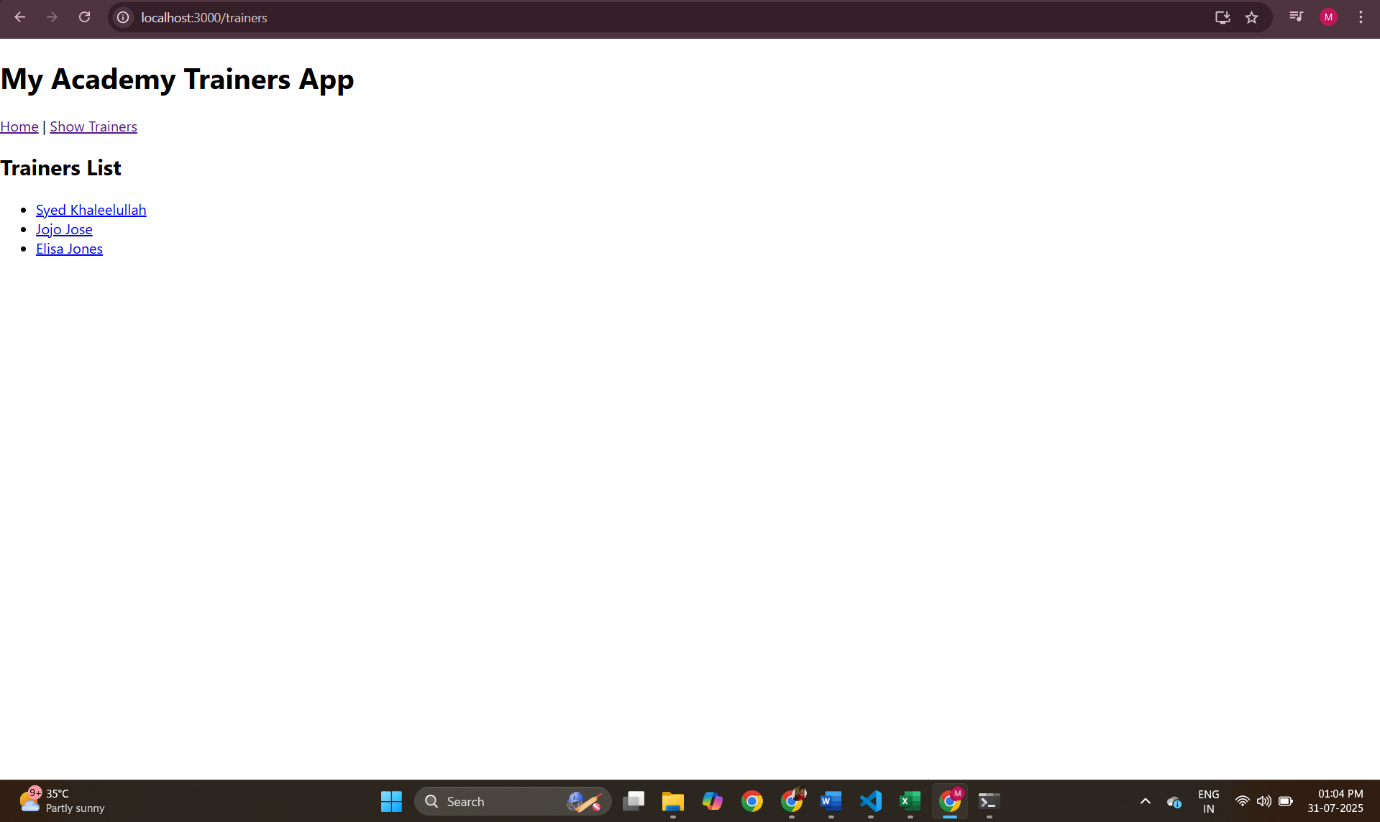 localhost:3000/trainers
M
My Academy Trainers App
Home | Show Trainers
Trainers List
• Syed Khaleelullah
• Jojo Jose
• Elisa Jones
9+
35°C
Partly sunny
Search
M
ENG
IN
01:04 PM
31-07-2025